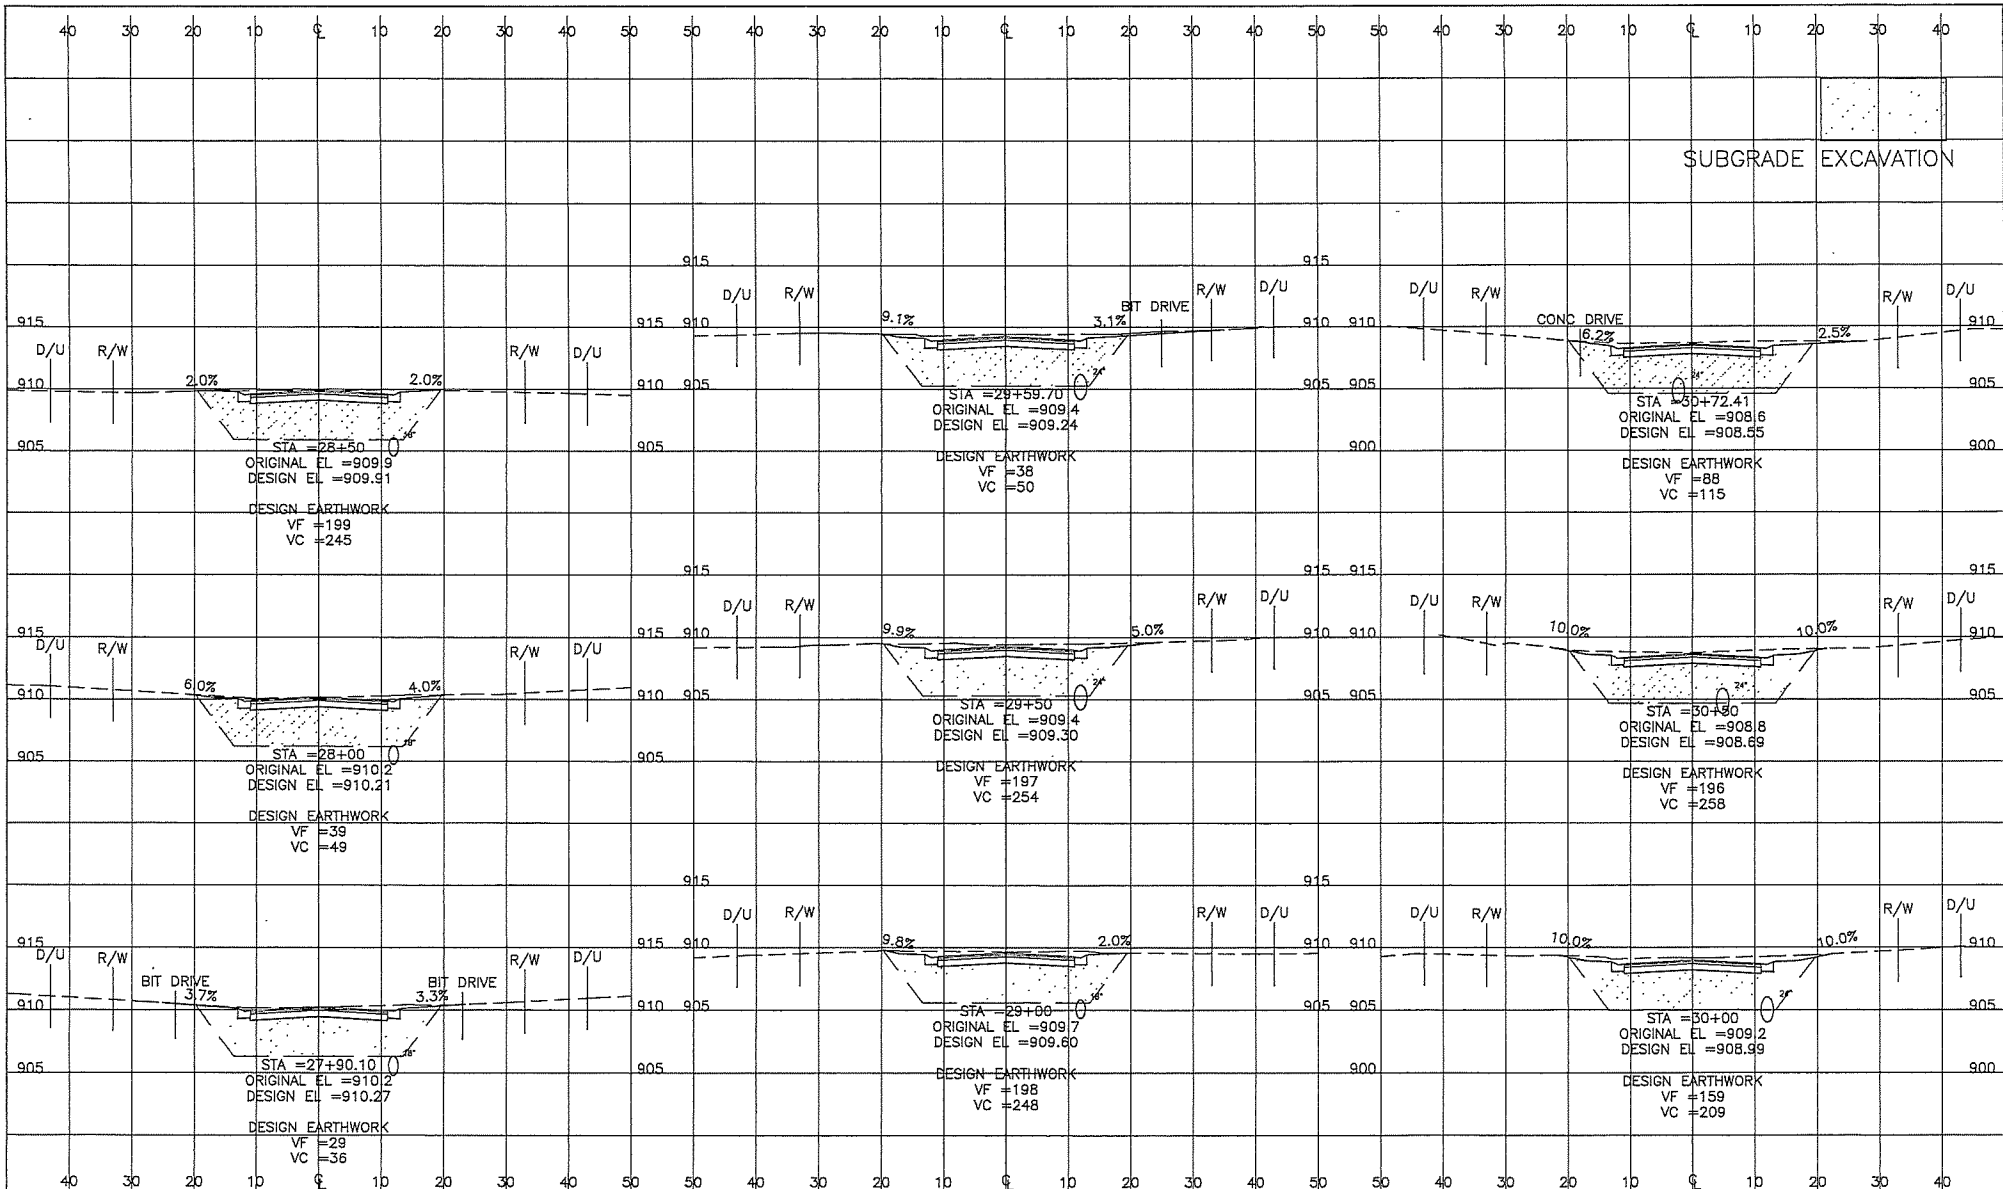 40 30 20 10 ℄ 10 20 30 40 50 50 40 30 20 10 ℄ 10 20 30 40 50 50 40 30 20 10 ℄ 10 20 30 40
SUBGRADE EXCAVATION
915 915
D/U R/W R/W D/U
915 910 910 910 910
905 905 905
910 910
905 905
900 900
2.0% 2.0%
18"
STA =28+50
ORIGINAL EL =909.9
DESIGN EL =909.91
DESIGN EARTHWORK
VF =199
VC =245
D/U R/W BIT DRIVE R/W D/U
9.1% 3.1%
24"
STA =29+59.70
ORIGINAL EL =909.4
DESIGN EL =909.24
DESIGN EARTHWORK
VF =38
VC =50
D/U R/W CONC DRIVE R/W D/U
6.2% 2.5%
24"
STA =30+72.41
ORIGINAL EL =908.6
DESIGN EL =908.55
DESIGN EARTHWORK
VF =88
VC =115
915 915 915
915 915 910 910 910 910
910 910 905 905 905 905
905 905
D/U R/W R/W D/U
6.0% 4.0%
18"
STA =28+00
ORIGINAL EL =910.2
DESIGN EL =910.21
DESIGN EARTHWORK
VF =39
VC =49
D/U R/W R/W D/U
9.9% 5.0%
24"
STA =29+50
ORIGINAL EL =909.4
DESIGN EL =909.30
DESIGN EARTHWORK
VF =197
VC =254
D/U R/W R/W D/U
10.0% 10.0%
24"
STA =30+50
ORIGINAL EL =908.8
DESIGN EL =908.69
DESIGN EARTHWORK
VF =196
VC =258
915 915
915 915 910 910 910 910
910 910 905 905 905
905 905 900 900
D/U R/W BIT DRIVE BIT DRIVE R/W D/U
3.7% 3.3%
18"
STA =27+90.10
ORIGINAL EL =910.2
DESIGN EL =910.27
DESIGN EARTHWORK
VF =29
VC =36
D/U R/W R/W D/U
9.8% 2.0%
18"
STA =29+00
ORIGINAL EL =909.7
DESIGN EL =909.60
DESIGN EARTHWORK
VF =198
VC =248
D/U R/W R/W D/U
10.0% 10.0%
STA =30+00
ORIGINAL EL =909.2
DESIGN EL =908.99
DESIGN EARTHWORK
VF =159
VC =209
40 30 20 10 ℄ 10 20 30 40 50 50 40 30 20 10 ℄ 10 20 30 40 50 50 40 30 20 10 ℄ 10 20 30 40